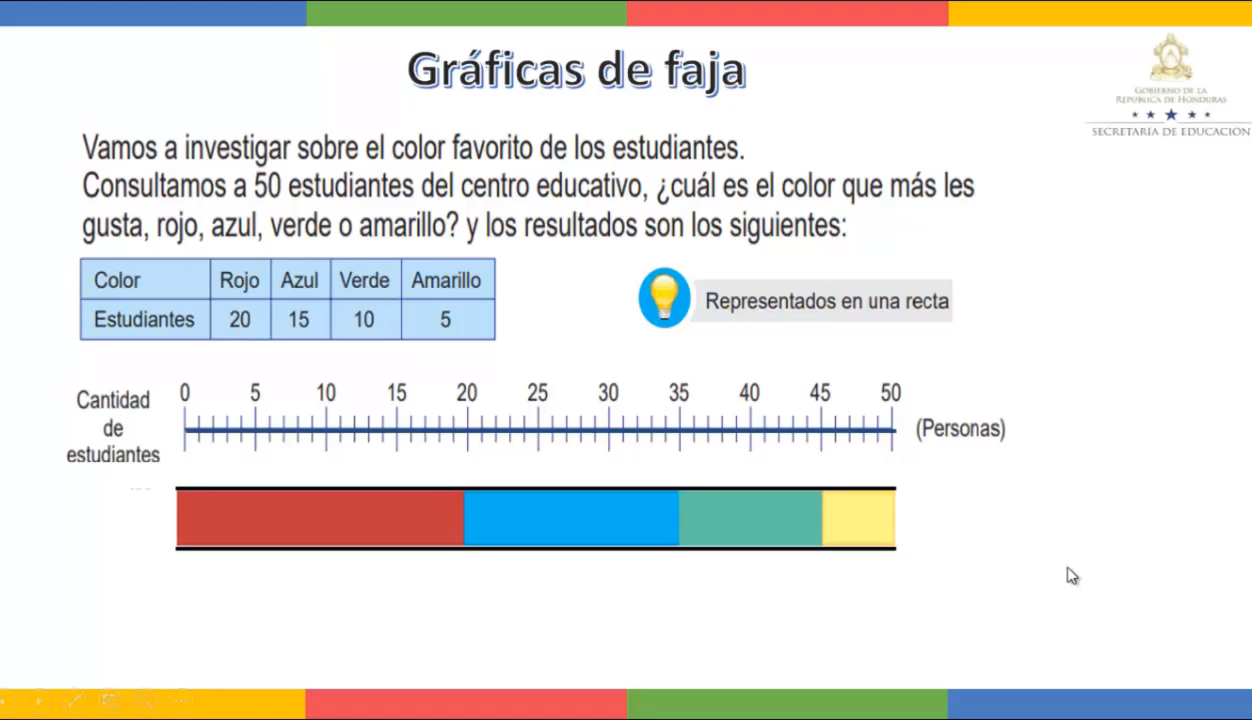 Gráficas de faja
GOBIERNO DE LA
REPÚBLICA DE HONDURAS
SECRETARÍA DE EDUCACIÓN
Vamos a investigar sobre el color favorito de los estudiantes.
Consultamos a 50 estudiantes del centro educativo, ¿cuál es el color que más les
gusta, rojo, azul, verde o amarillo? y los resultados son los siguientes:
Color Rojo Azul Verde Amarillo
Estudiantes 20 15 10 5
Representados en una recta
Cantidad
de
estudiantes
0 5 10 15 20 25 30 35 40 45 50
(Personas)